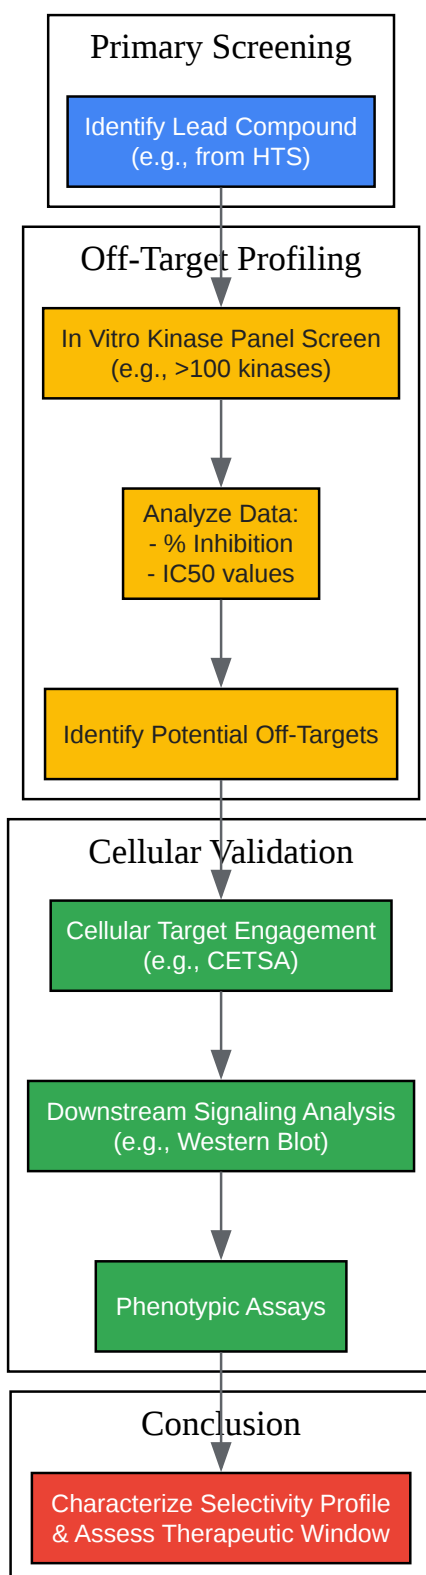 Primary Screening
Identify Lead Compound
(e.g., from HTS)
Off-Target Profiling
In Vitro Kinase Panel Screen
(e.g., >100 kinases)
Analyze Data:
- % Inhibition
- IC50 values
Identify Potential Off-Targets
Cellular Validation
Cellular Target Engagement
(e.g., CETSA)
Downstream Signaling Analysis
(e.g., Western Blot)
Phenotypic Assays
Conclusion
Characterize Selectivity Profile
& Assess Therapeutic Window